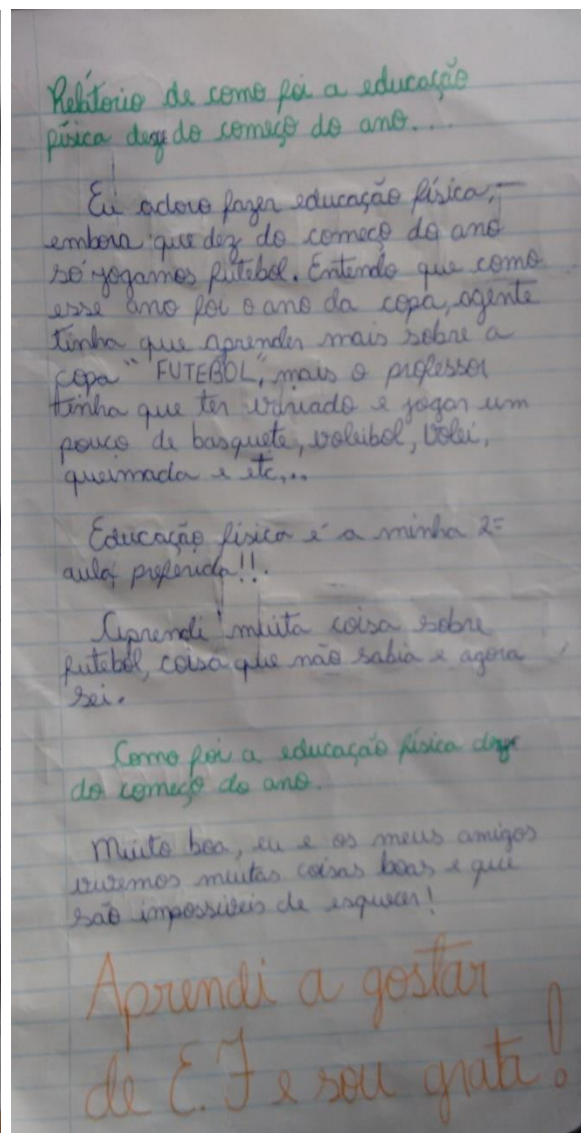 Relátorio de como foi a educação
física dez do começo do ano....
Eu adoro fazer educação física,
embora que dez do começo do ano
só jogamos futebol. Entendo que como
esse ano foi o ano da copa, agente
tinha que aprender mais sobre a
copa "FUTEBOL", mais o professor
tinha que ter variado e jogar um
pouco de basquete, voleibol, volei,
queimada e etc,...
Educação física é a minha 2ª
aula preferida!!.
Aprendi muita coisa sobre
futebol, coisa que não sabia e agora
sei.
Como foi a educação física
do começo do ano.
Muito boa, eu e os meus amigos
vivemos muitas coisas boas e que
são impossíveis de esquecer!
Aprendi a gostar
de E.F e sou grata!